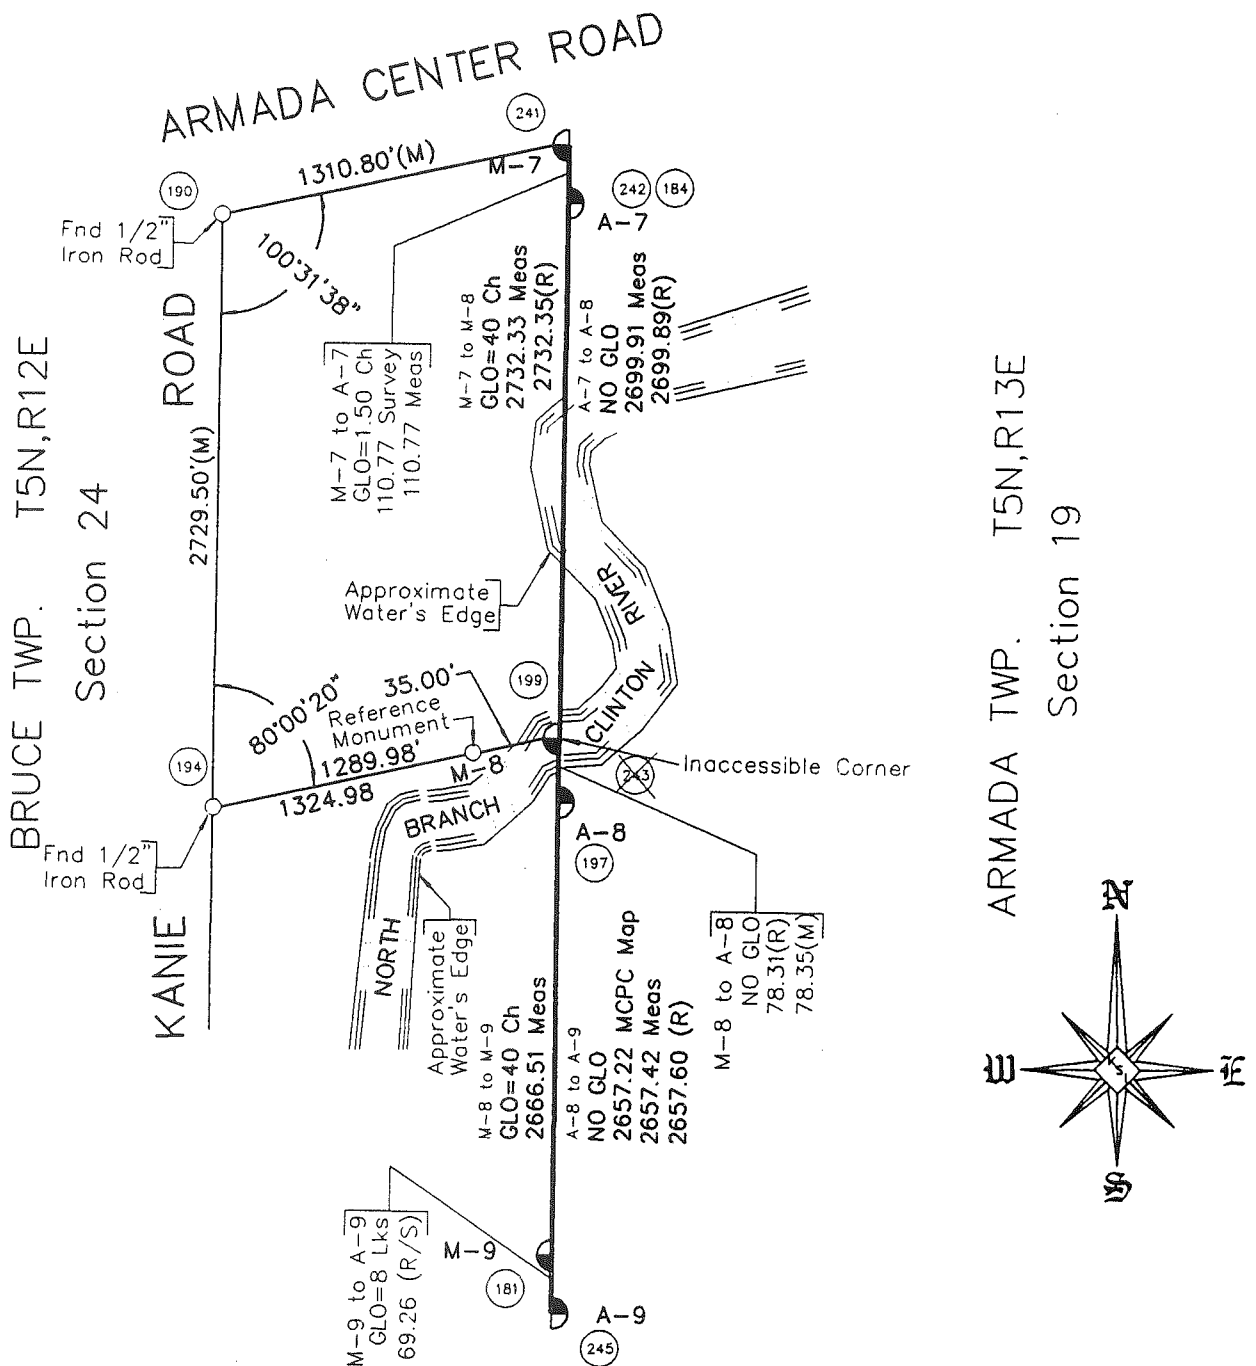 ARMADA CENTER ROAD
241
1310.80'(M)
M-7
190
242
184
Fnd 1/2"
Iron Rod
A-7
100°31'38"
BRUCE TWP. T5N,R12E
Section 24
KANIE ROAD
2729.50'(M)
M-7 to A-7
GLO=1.50 Ch
110.77 Survey
110.77 Meas
M-7 to M-8
GLO=40 Ch
2732.33 Meas
2732.35(R)
A-7 to A-8
NO GLO
2699.91 Meas
2699.89(R)
ARMADA TWP. T5N,R13E
Section 19
Approximate
Water's Edge
NORTH BRANCH CLINTON RIVER
199
35.00'
80°00'20"
Reference
Monument
194
1289.98'
1324.98
M-8
243
Inaccessible Corner
A-8
197
Fnd 1/2"
Iron Rod
Approximate
Water's Edge
M-8 to A-8
NO GLO
78.31(R)
78.35(M)
M-8 to M-9
GLO=40 Ch
2666.51 Meas
A-8 to A-9
NO GLO
2657.22 MCPC Map
2657.42 Meas
2657.60 (R)
N
W
E
S
K
S
I
M-9 to A-9
GLO=8 Lks
69.26 (R/S)
M-9
181
A-9
245